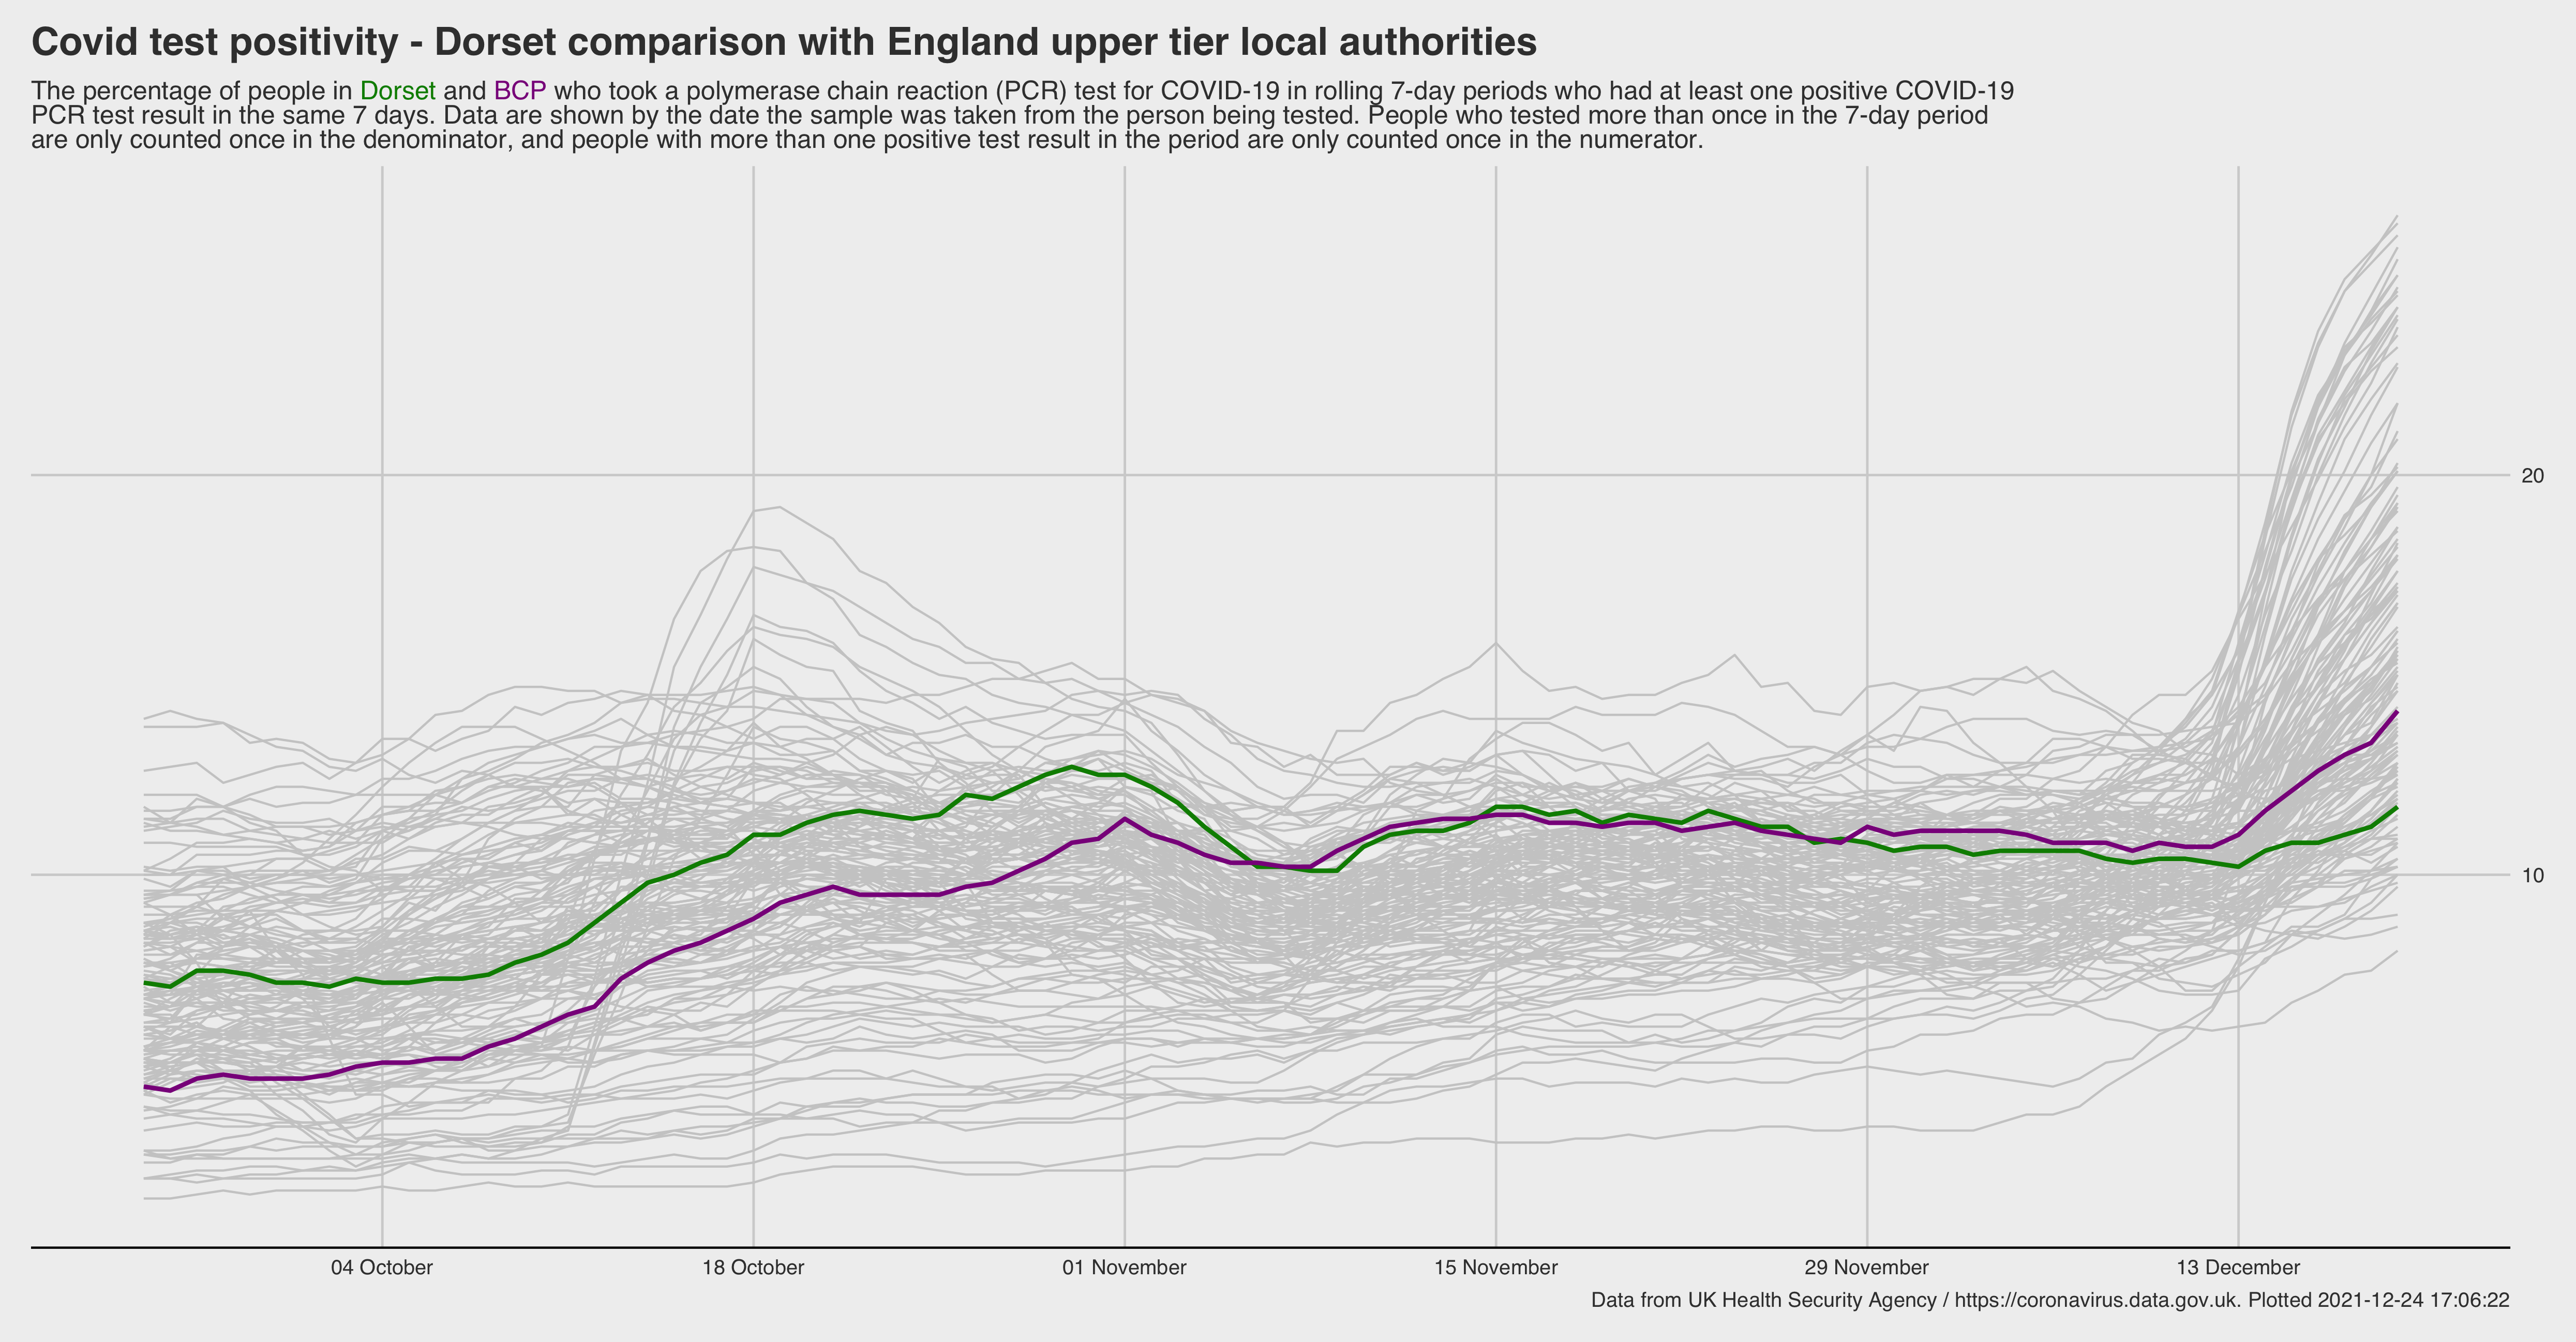 Covid test positivity - Dorset comparison with England upper tier local authorities
The percentage of people in Dorset and BCP who took a polymerase chain reaction (PCR) test for COVID-19 in rolling 7-day periods who had at least one positive COVID-19
PCR test result in the same 7 days. Data are shown by the date the sample was taken from the person being tested. People who tested more than once in the 7-day period
are only counted once in the denominator, and people with more than one positive test result in the period are only counted once in the numerator.
20
10
04 October
18 October
01 November
15 November
29 November
13 December
Data from UK Health Security Agency / https://coronavirus.data.gov.uk. Plotted 2021-12-24 17:06:22